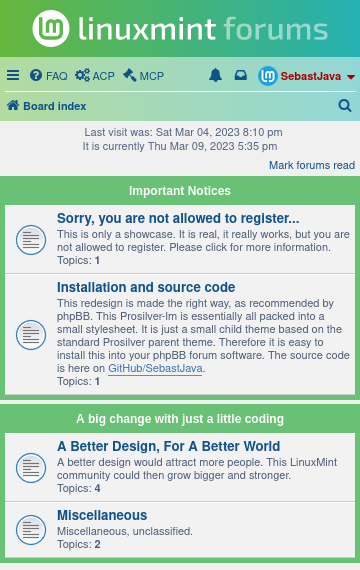 linuxmint forums
FAQ ACP MCP SebastJava
Board index
Last visit was: Sat Mar 04, 2023 8:10 pm
It is currently Thu Mar 09, 2023 5:35 pm
Mark forums read
Important Notices
Sorry, you are not allowed to register...
This is only a showcase. It is real, it really works, but you are
not allowed to register. Please click for more information.
Topics: 1
Installation and source code
This redesign is made the right way, as recommended by
phpBB. This Prosilver-lm is essentially all packed into a
small stylesheet. It is just a small child theme based on the
standard Prosilver parent theme. Therefore it is easy to
install this into your phpBB forum software. The source code
is here on GitHub/SebastJava.
Topics: 1
A big change with just a little coding
A Better Design, For A Better World
A better design would attract more people. This LinuxMint
community could then grow bigger and stronger.
Topics: 4
Miscellaneous
Miscellaneous, unclassified.
Topics: 2